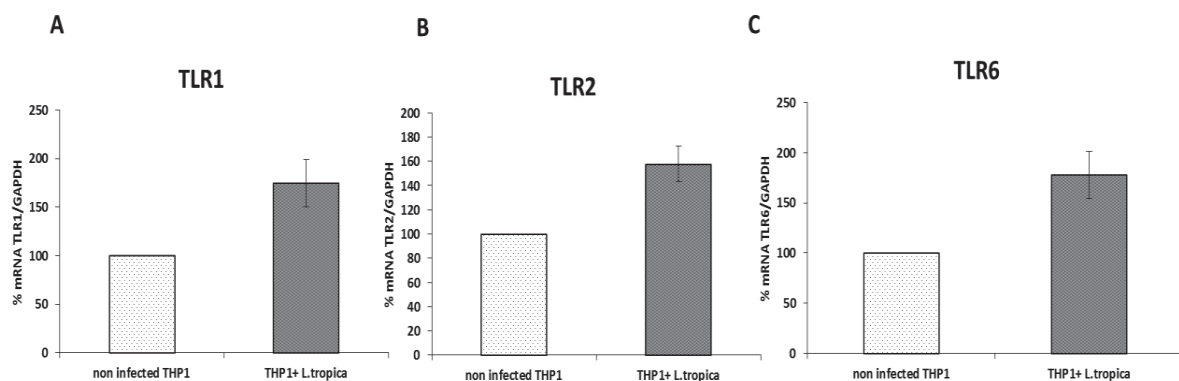 A
TLR1
% mRNA TLR1/GAPDH
250
200
150
100
50
0
non infected THP1
THP1+ L.tropica
B
TLR2
% mRNA TLR2/GAPDH
200
180
160
140
120
100
80
60
40
20
0
non infected THP1
THP1+ L.tropica
C
TLR6
% mRNA TLR6/GAPDH
250
200
150
100
50
0
non infected THP1
THP1+ L.tropica